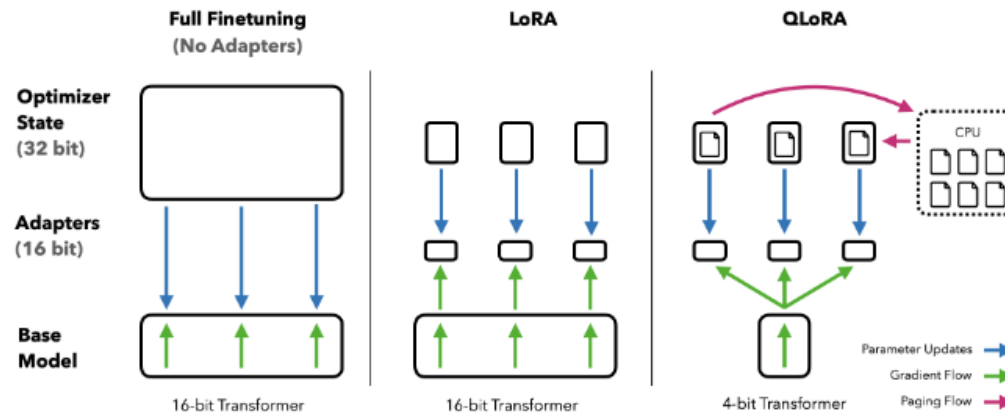 Full Finetuning
(No Adapters)
LoRA
QLoRA
Optimizer
State
(32 bit)
CPU
Adapters
(16 bit)
Base
Model
Parameter Updates
Gradient Flow
Paging Flow
16-bit Transformer
16-bit Transformer
4-bit Transformer